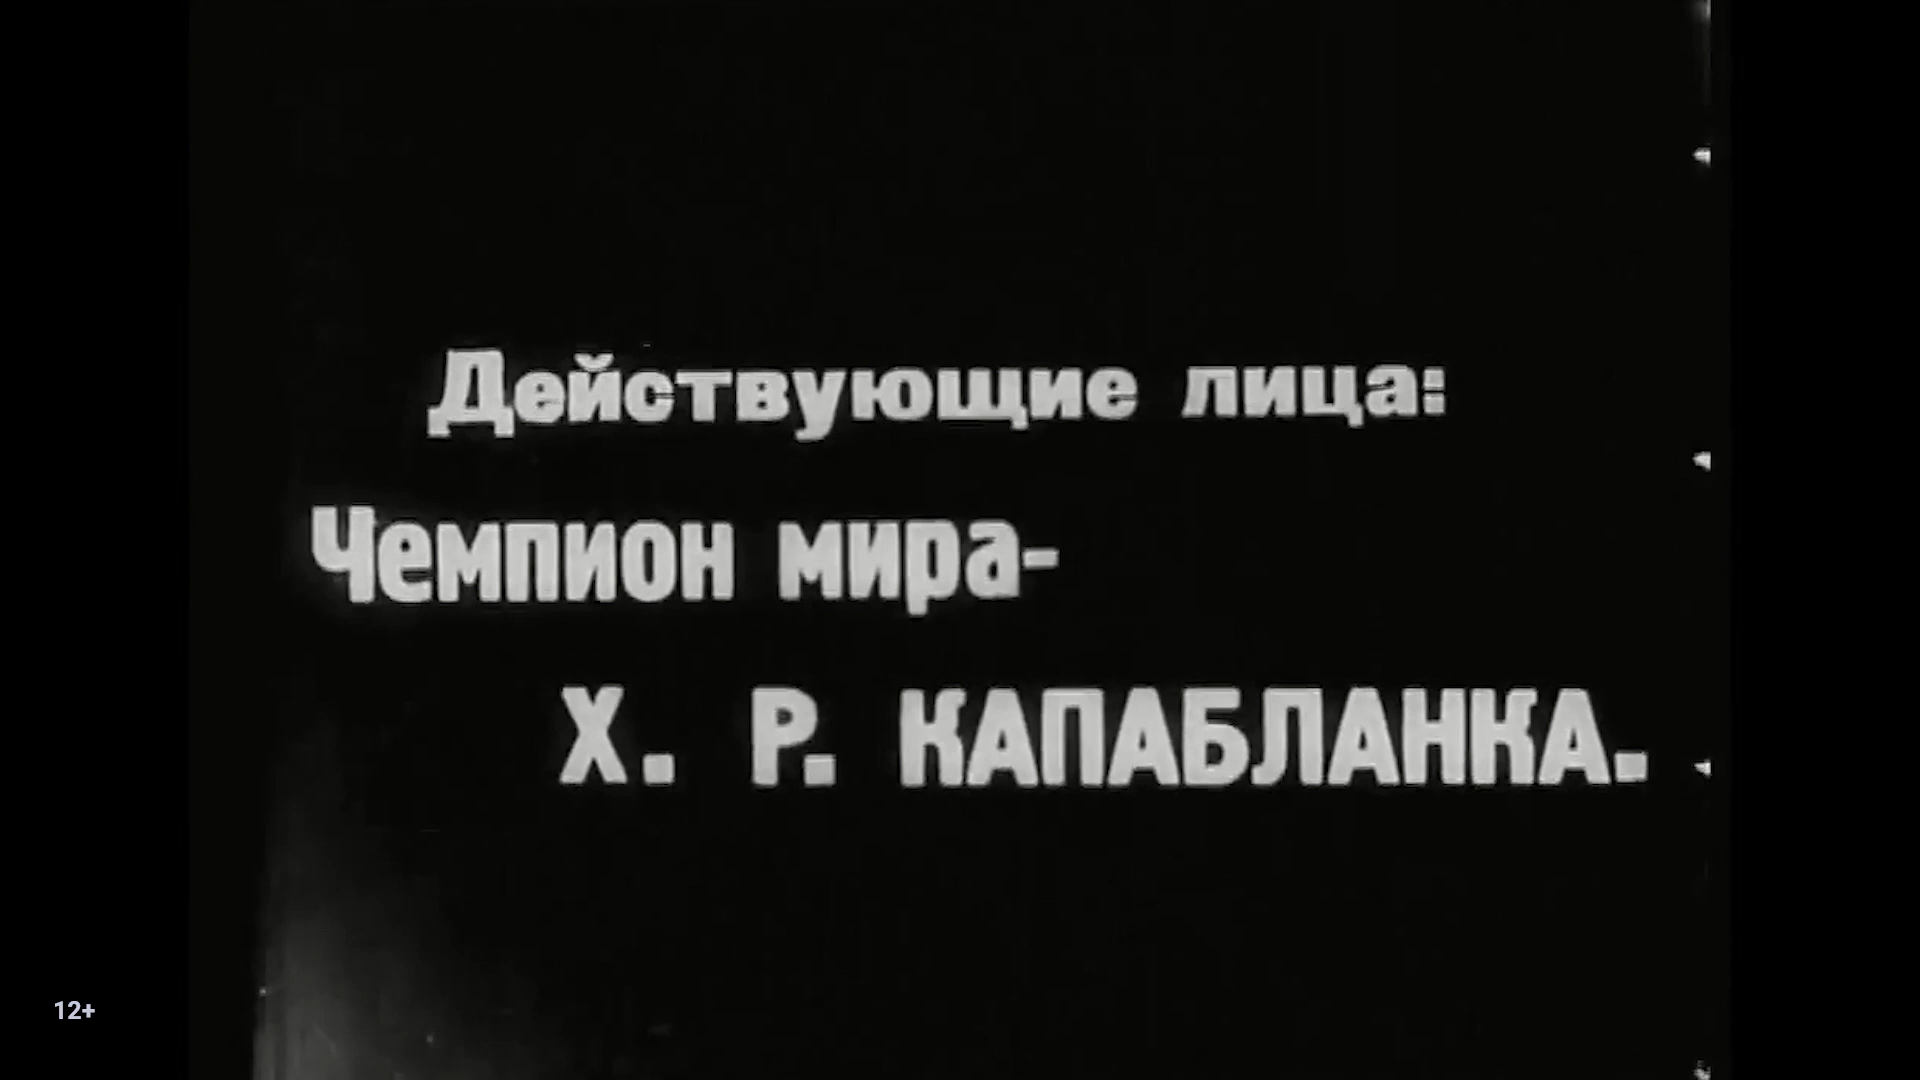 Действующие лица:
Чемпион мира-
Х. Р. КАПАБЛАНКА.
12+